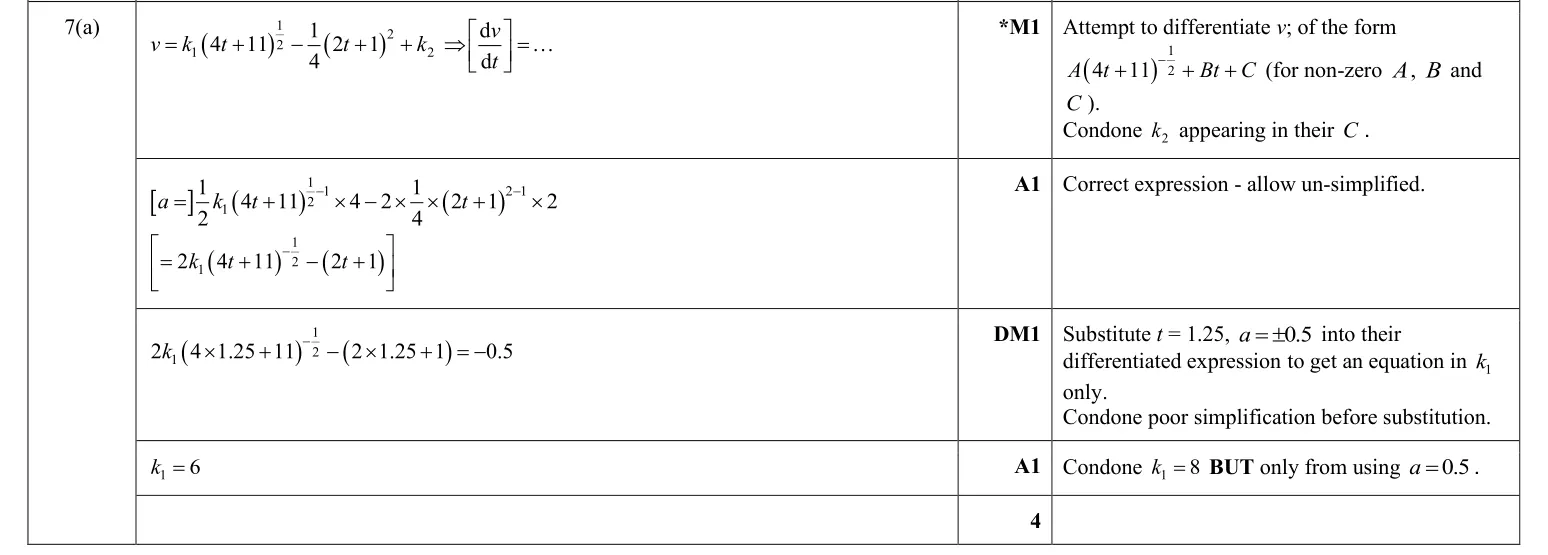 7(a)
v = k₁(4t + 11)^(1/2) − 1/4(2t + 1)² + k₂ ⇒ [dv/dt] = …
*M1
Attempt to differentiate v; of the form
A(4t + 11)^(−1/2) + Bt + C (for non-zero A, B and
C ).
Condone k₂ appearing in their C .
[a =] 1/2 k₁(4t + 11)^(1/2 −1) × 4 − 2 × 1/4 × (2t + 1)^(2−1) × 2
[= 2k₁(4t + 11)^(−1/2) − (2t + 1)]
A1
Correct expression - allow un-simplified.
2k₁(4 × 1.25 + 11)^(−1/2) − (2 × 1.25 + 1) = −0.5
DM1
Substitute t = 1.25, a = ±0.5 into their
differentiated expression to get an equation in k₁
only.
Condone poor simplification before substitution.
k₁ = 6
A1
Condone k₁ = 8 BUT only from using a = 0.5 .
4